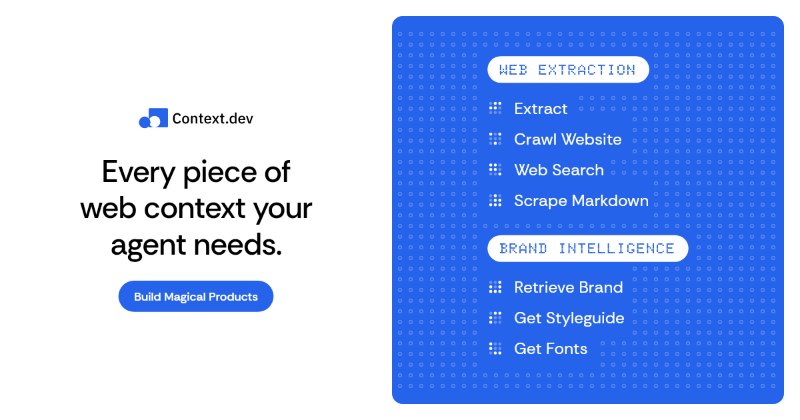 Context.dev
Every piece of
web context your
agent needs.
Build Magical Products
WEB EXTRACTION
Extract
Crawl Website
Web Search
Scrape Markdown
BRAND INTELLIGENCE
Retrieve Brand
Get Styleguide
Get Fonts